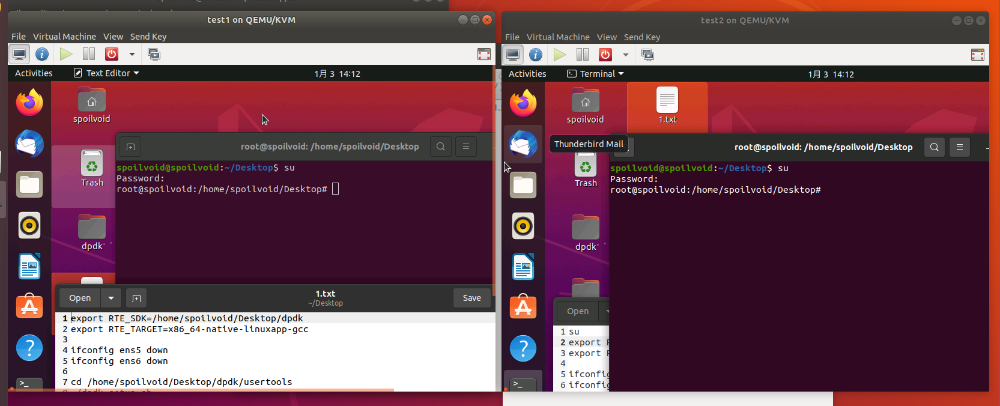 test1 on QEMU/KVM
File Virtual Machine View Send Key
Activities
Text Editor
1月 3 14:12
spoilvoid
Trash
dpdk
root@spoilvoid: /home/spoilvoid/Desktop
spoilvoid@spoilvoid:~/Desktop$ su
Password:
root@spoilvoid:/home/spoilvoid/Desktop#
Open
1.txt
~/Desktop
Save
1 export RTE_SDK=/home/spoilvoid/Desktop/dpdk
2 export RTE_TARGET=x86_64-native-linuxapp-gcc
3
4 ifconfig ens5 down
5 ifconfig ens6 down
6
7 cd /home/spoilvoid/Desktop/dpdk/usertools
test2 on QEMU/KVM
File Virtual Machine View Send Key
Activities
Terminal
1月 3 14:12
spoilvoid
1.txt
Thunderbird Mail
Trash
dpdk
root@spoilvoid: /home/spoilvoid/Desktop
spoilvoid@spoilvoid:~/Desktop$ su
Password:
root@spoilvoid:/home/spoilvoid/Desktop#
Open
1 su
2 export
3 export
4
5 ifconfig
6 ifconfig